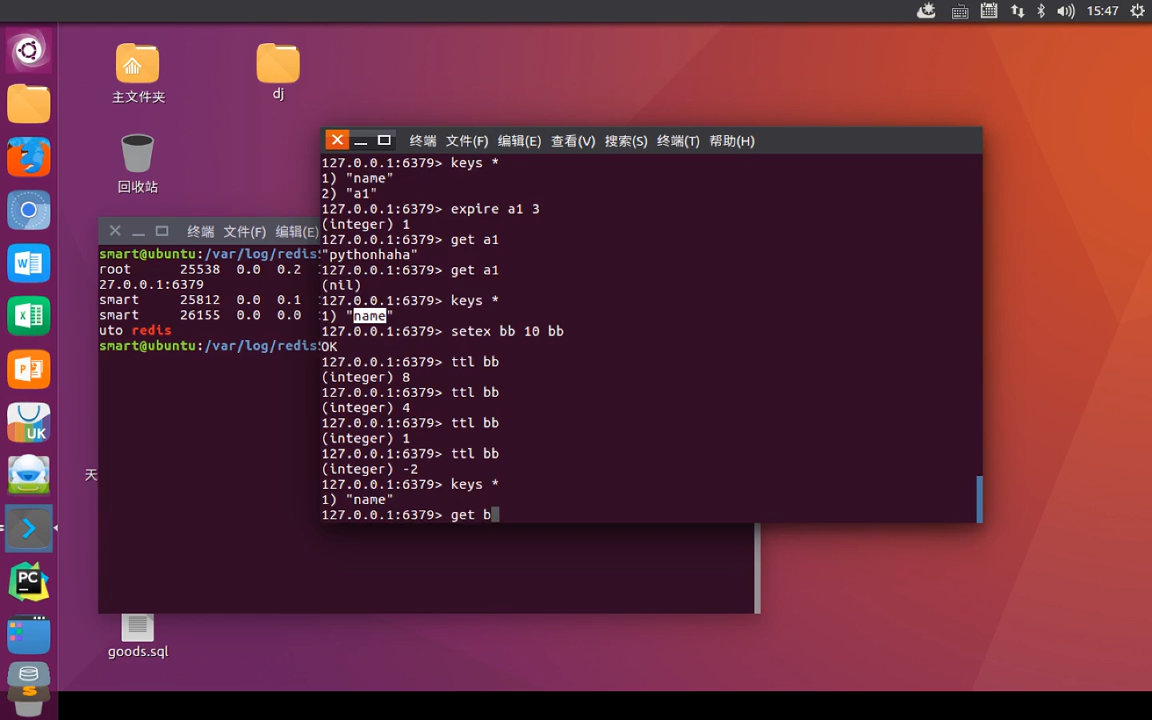 15:47
主文件夹
dj
回收站
终端 文件(F) 编辑(E) 查看(V) 搜索(S) 终端(T) 帮助(H)
127.0.0.1:6379> keys *
1) "name"
2) "a1"
127.0.0.1:6379> expire a1 3
(integer) 1
127.0.0.1:6379> get a1
"pythonhaha"
127.0.0.1:6379> get a1
(nil)
127.0.0.1:6379> keys *
1) "name"
127.0.0.1:6379> setex bb 10 bb
OK
127.0.0.1:6379> ttl bb
(integer) 8
127.0.0.1:6379> ttl bb
(integer) 4
127.0.0.1:6379> ttl bb
(integer) 1
127.0.0.1:6379> ttl bb
(integer) -2
127.0.0.1:6379> keys *
1) "name"
127.0.0.1:6379> get b
终端 文件(F) 编辑(E)
smart@ubuntu:/var/log/redis
root 25538 0.0 0.2
27.0.0.1:6379
smart 25812 0.0 0.1
smart 26155 0.0 0.0
uto redis
smart@ubuntu:/var/log/redis
天
goods.sql
W
X
P
UK
PC
S